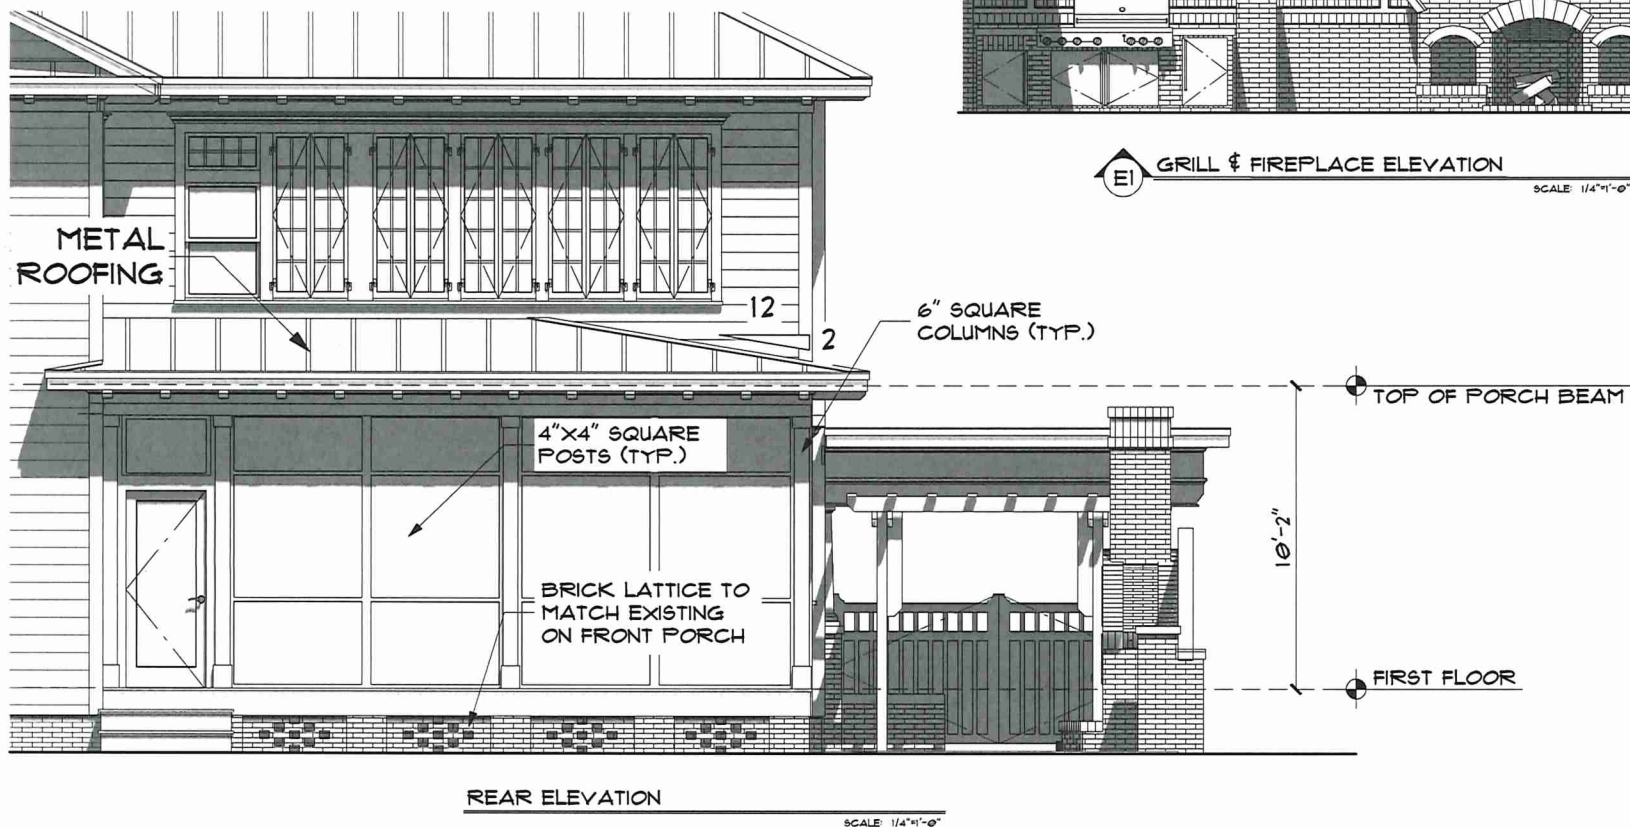 E1
GRILL & FIREPLACE ELEVATION
SCALE: 1/4"=1'-0"
METAL
ROOFING
12
2
6" SQUARE
COLUMNS (TYP.)
TOP OF PORCH BEAM
4"X4" SQUARE
POSTS (TYP.)
10'-2"
BRICK LATTICE TO
MATCH EXISTING
ON FRONT PORCH
FIRST FLOOR
REAR ELEVATION
SCALE: 1/4"=1'-0"